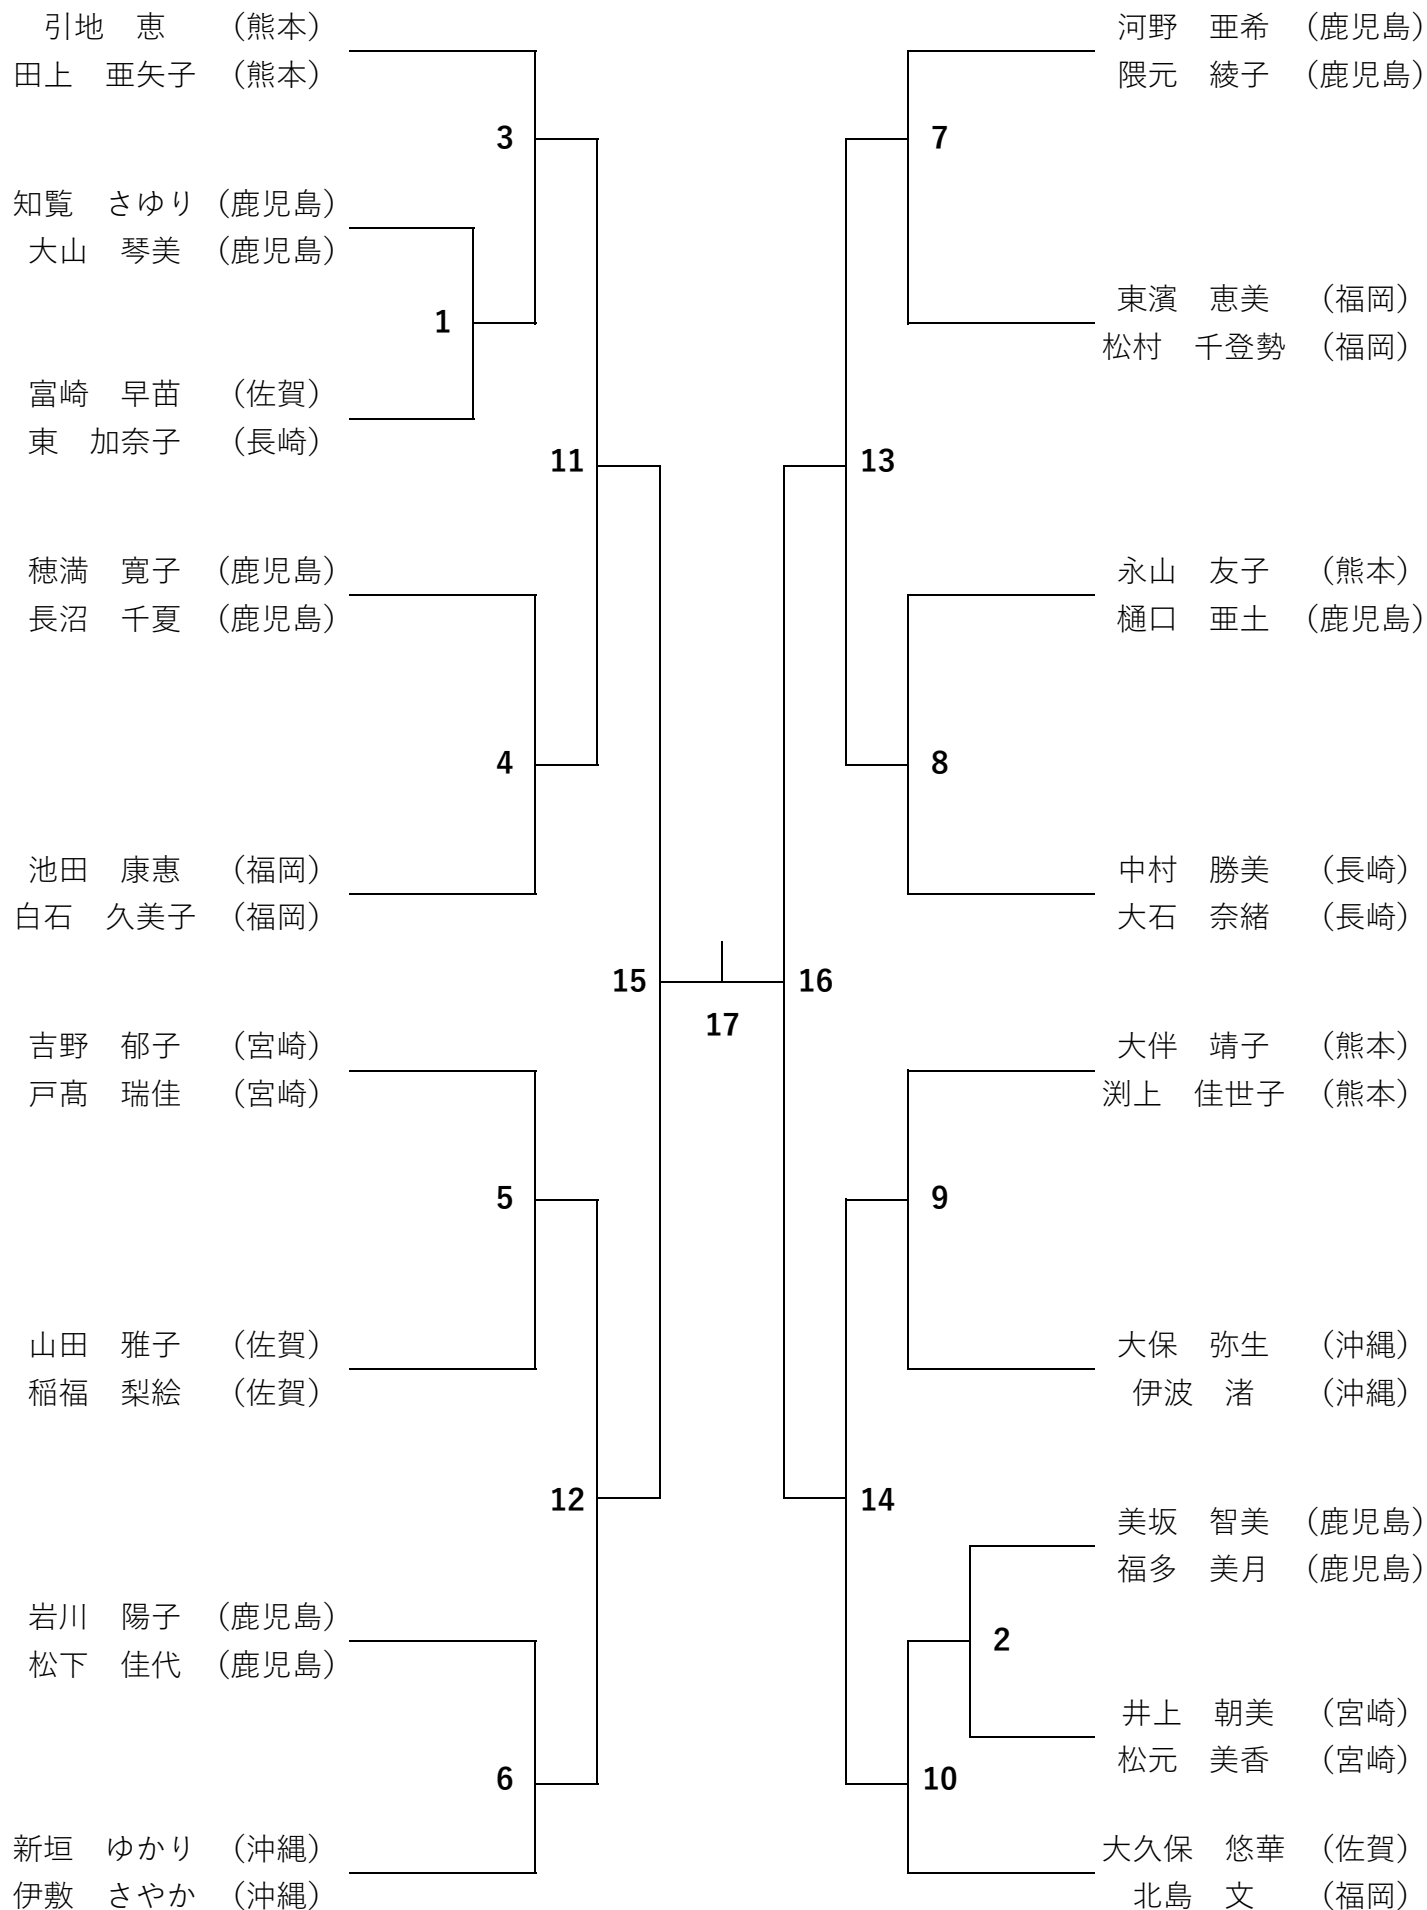 引地　恵　（熊本）
田上　亜矢子　（熊本）
3
知覧　さゆり（鹿児島）
大山　琴美　（鹿児島）
1
富崎　早苗　（佐賀）
東　加奈子　（長崎）
11
穂満　寛子　（鹿児島）
長沼　千夏　（鹿児島）
4
池田　康惠　（福岡）
白石　久美子　（福岡）
15
吉野　郁子　（宮崎）
戸髙　瑞佳　（宮崎）
5
山田　雅子　（佐賀）
稲福　梨絵　（佐賀）
12
岩川　陽子　（鹿児島）
松下　佳代　（鹿児島）
6
新垣　ゆかり　（沖縄）
伊敷　さやか　（沖縄）
17
河野　亜希　（鹿児島）
隈元　綾子　（鹿児島）
7
東濱　恵美　（福岡）
松村　千登勢　（福岡）
13
永山　友子　（熊本）
樋口　亜土　（鹿児島）
8
中村　勝美　（長崎）
大石　奈緒　（長崎）
16
大伴　靖子　（熊本）
渕上　佳世子　（熊本）
9
大保　弥生　（沖縄）
伊波　渚　（沖縄）
14
美坂　智美　（鹿児島）
福多　美月　（鹿児島）
2
井上　朝美　（宮崎）
松元　美香　（宮崎）
10
大久保　悠華　（佐賀）
北島　文　（福岡）